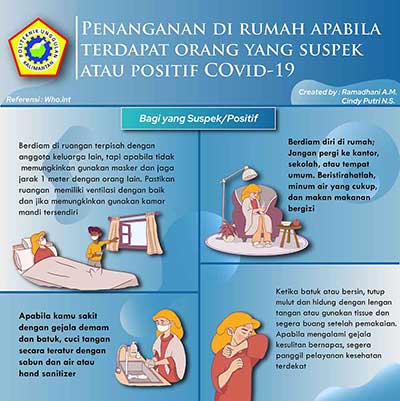 PENANGANAN DI RUMAH APABILA
TERDAPAT ORANG YANG SUSPEK
ATAU POSITIF COVID-19
POLITEKNIK UNGGULAN
KALIMANTAN
Referensi : Who.int
Created by : Ramadhani A.M.
Cindy Putri N.S.
Bagi yang Suspek/Positif
Berdiam di ruangan terpisah dengan
anggota keluarga lain, tapi apabila tidak
memungkinkan gunakan masker dan jaga
jarak 1 meter dengan orang lain. Pastikan
ruangan memiliki ventilasi dengan baik
dan jika memungkinkan gunakan kamar
mandi tersendiri
Berdiam diri di rumah;
Jangan pergi ke kantor,
sekolah, atau tempat
umum. Beristirahatlah,
minum air yang cukup,
dan makan makanan
bergizi
Apabila kamu sakit
dengan gejala demam
dan batuk, cuci tangan
secara teratur dengan
sabun dan air atau
hand sanitizer
Ketika batuk atau bersin, tutup
mulut dan hidung dengan lengan
tangan atau gunakan tissue dan
segera buang setelah pemakaian.
Apabila mengalami gejala
kesulitan bernapas, segera
panggil pelayanan kesehatan
terdekat